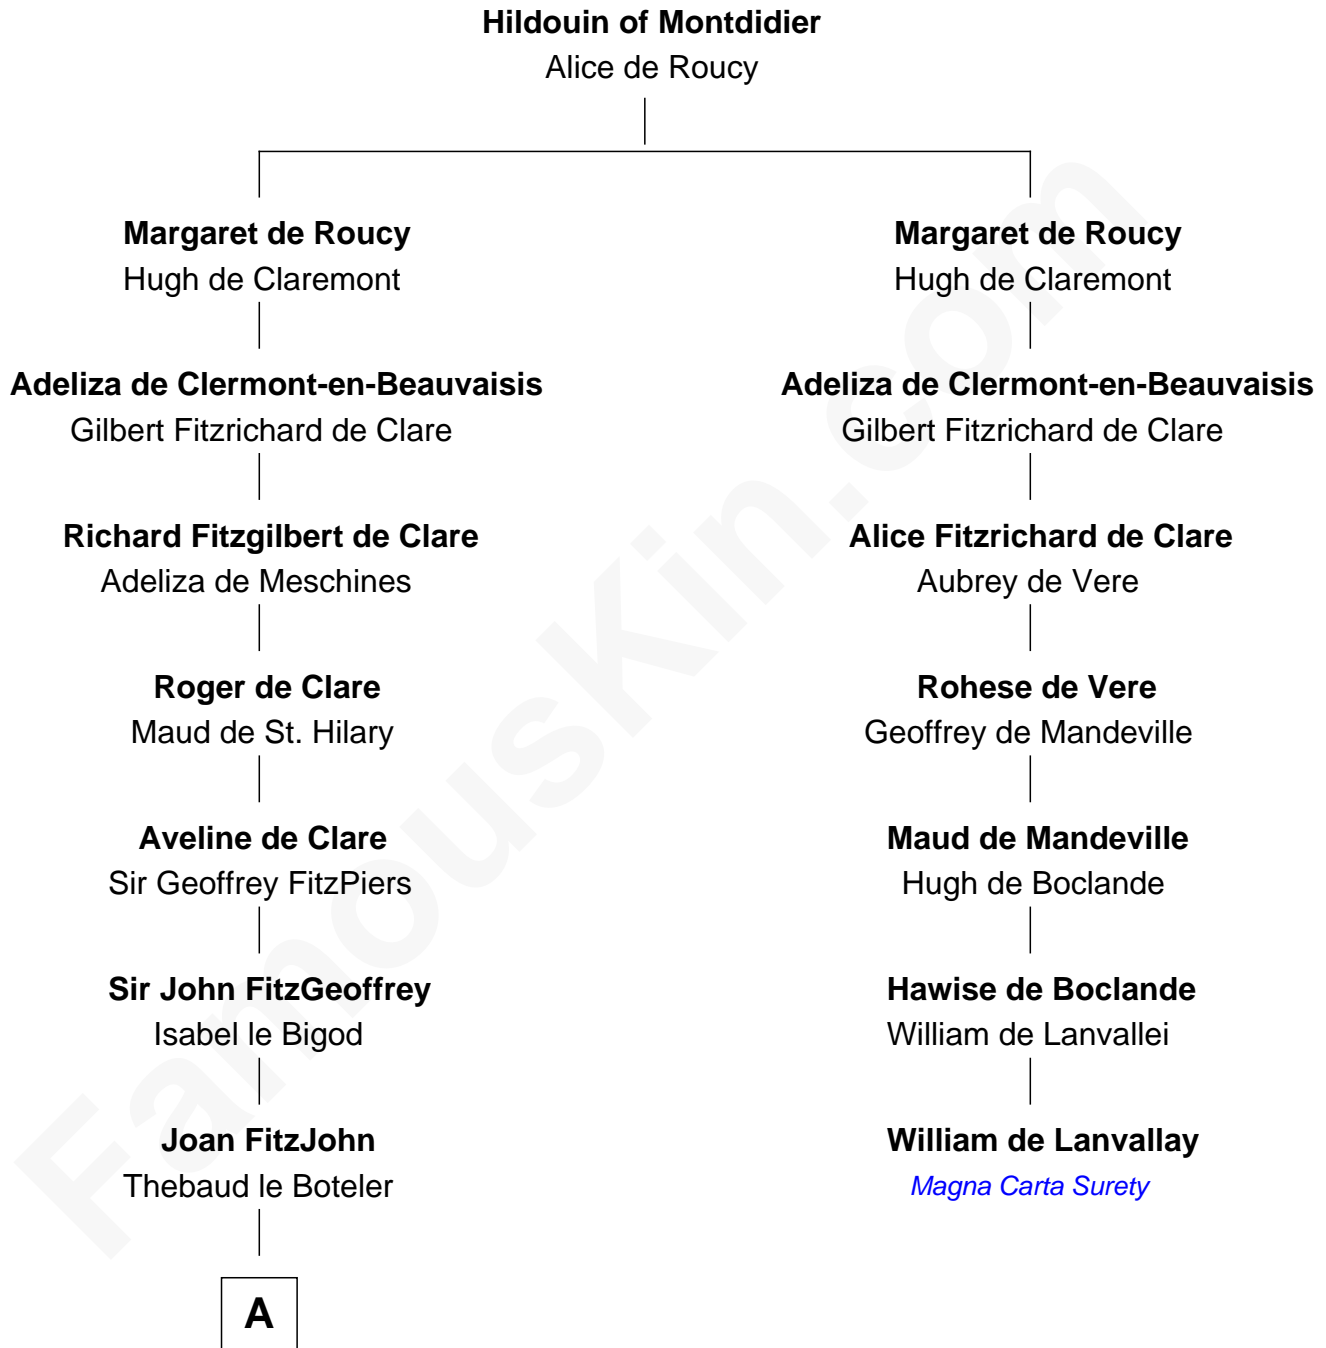 Hildouin of Montdidier
Alice de Roucy
Margaret de Roucy
Hugh de Claremont
Margaret de Roucy
Hugh de Claremont
Adeliza de Clermont-en-Beauvaisis
Gilbert Fitzrichard de Clare
Adeliza de Clermont-en-Beauvaisis
Gilbert Fitzrichard de Clare
Richard Fitzgilbert de Clare
Adeliza de Meschines
Alice Fitzrichard de Clare
Aubrey de Vere
Roger de Clare
Maud de St. Hilary
Rohese de Vere
Geoffrey de Mandeville
Aveline de Clare
Sir Geoffrey FitzPiers
Maud de Mandeville
Hugh de Boclande
Sir John FitzGeoffrey
Isabel le Bigod
Hawise de Boclande
William de Lanvallei
Joan FitzJohn
Thebaud le Boteler
William de Lanvallay
Magna Carta Surety
A
FamousKin.com